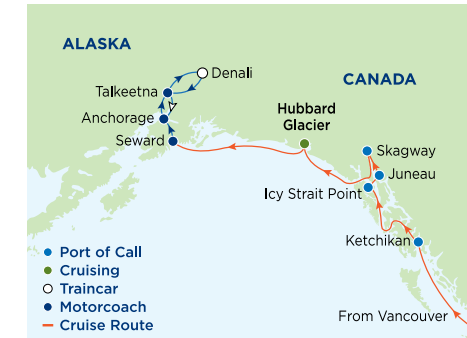 ALASKA
Denali
CANADA
Talkeetna
Hubbard
Glacier
Anchorage
Seward
Skagway
Juneau
Icy Strait Point
Ketchikan
Port of Call
Cruising
Traincar
Motorcoach
Cruise Route
From Vancouver